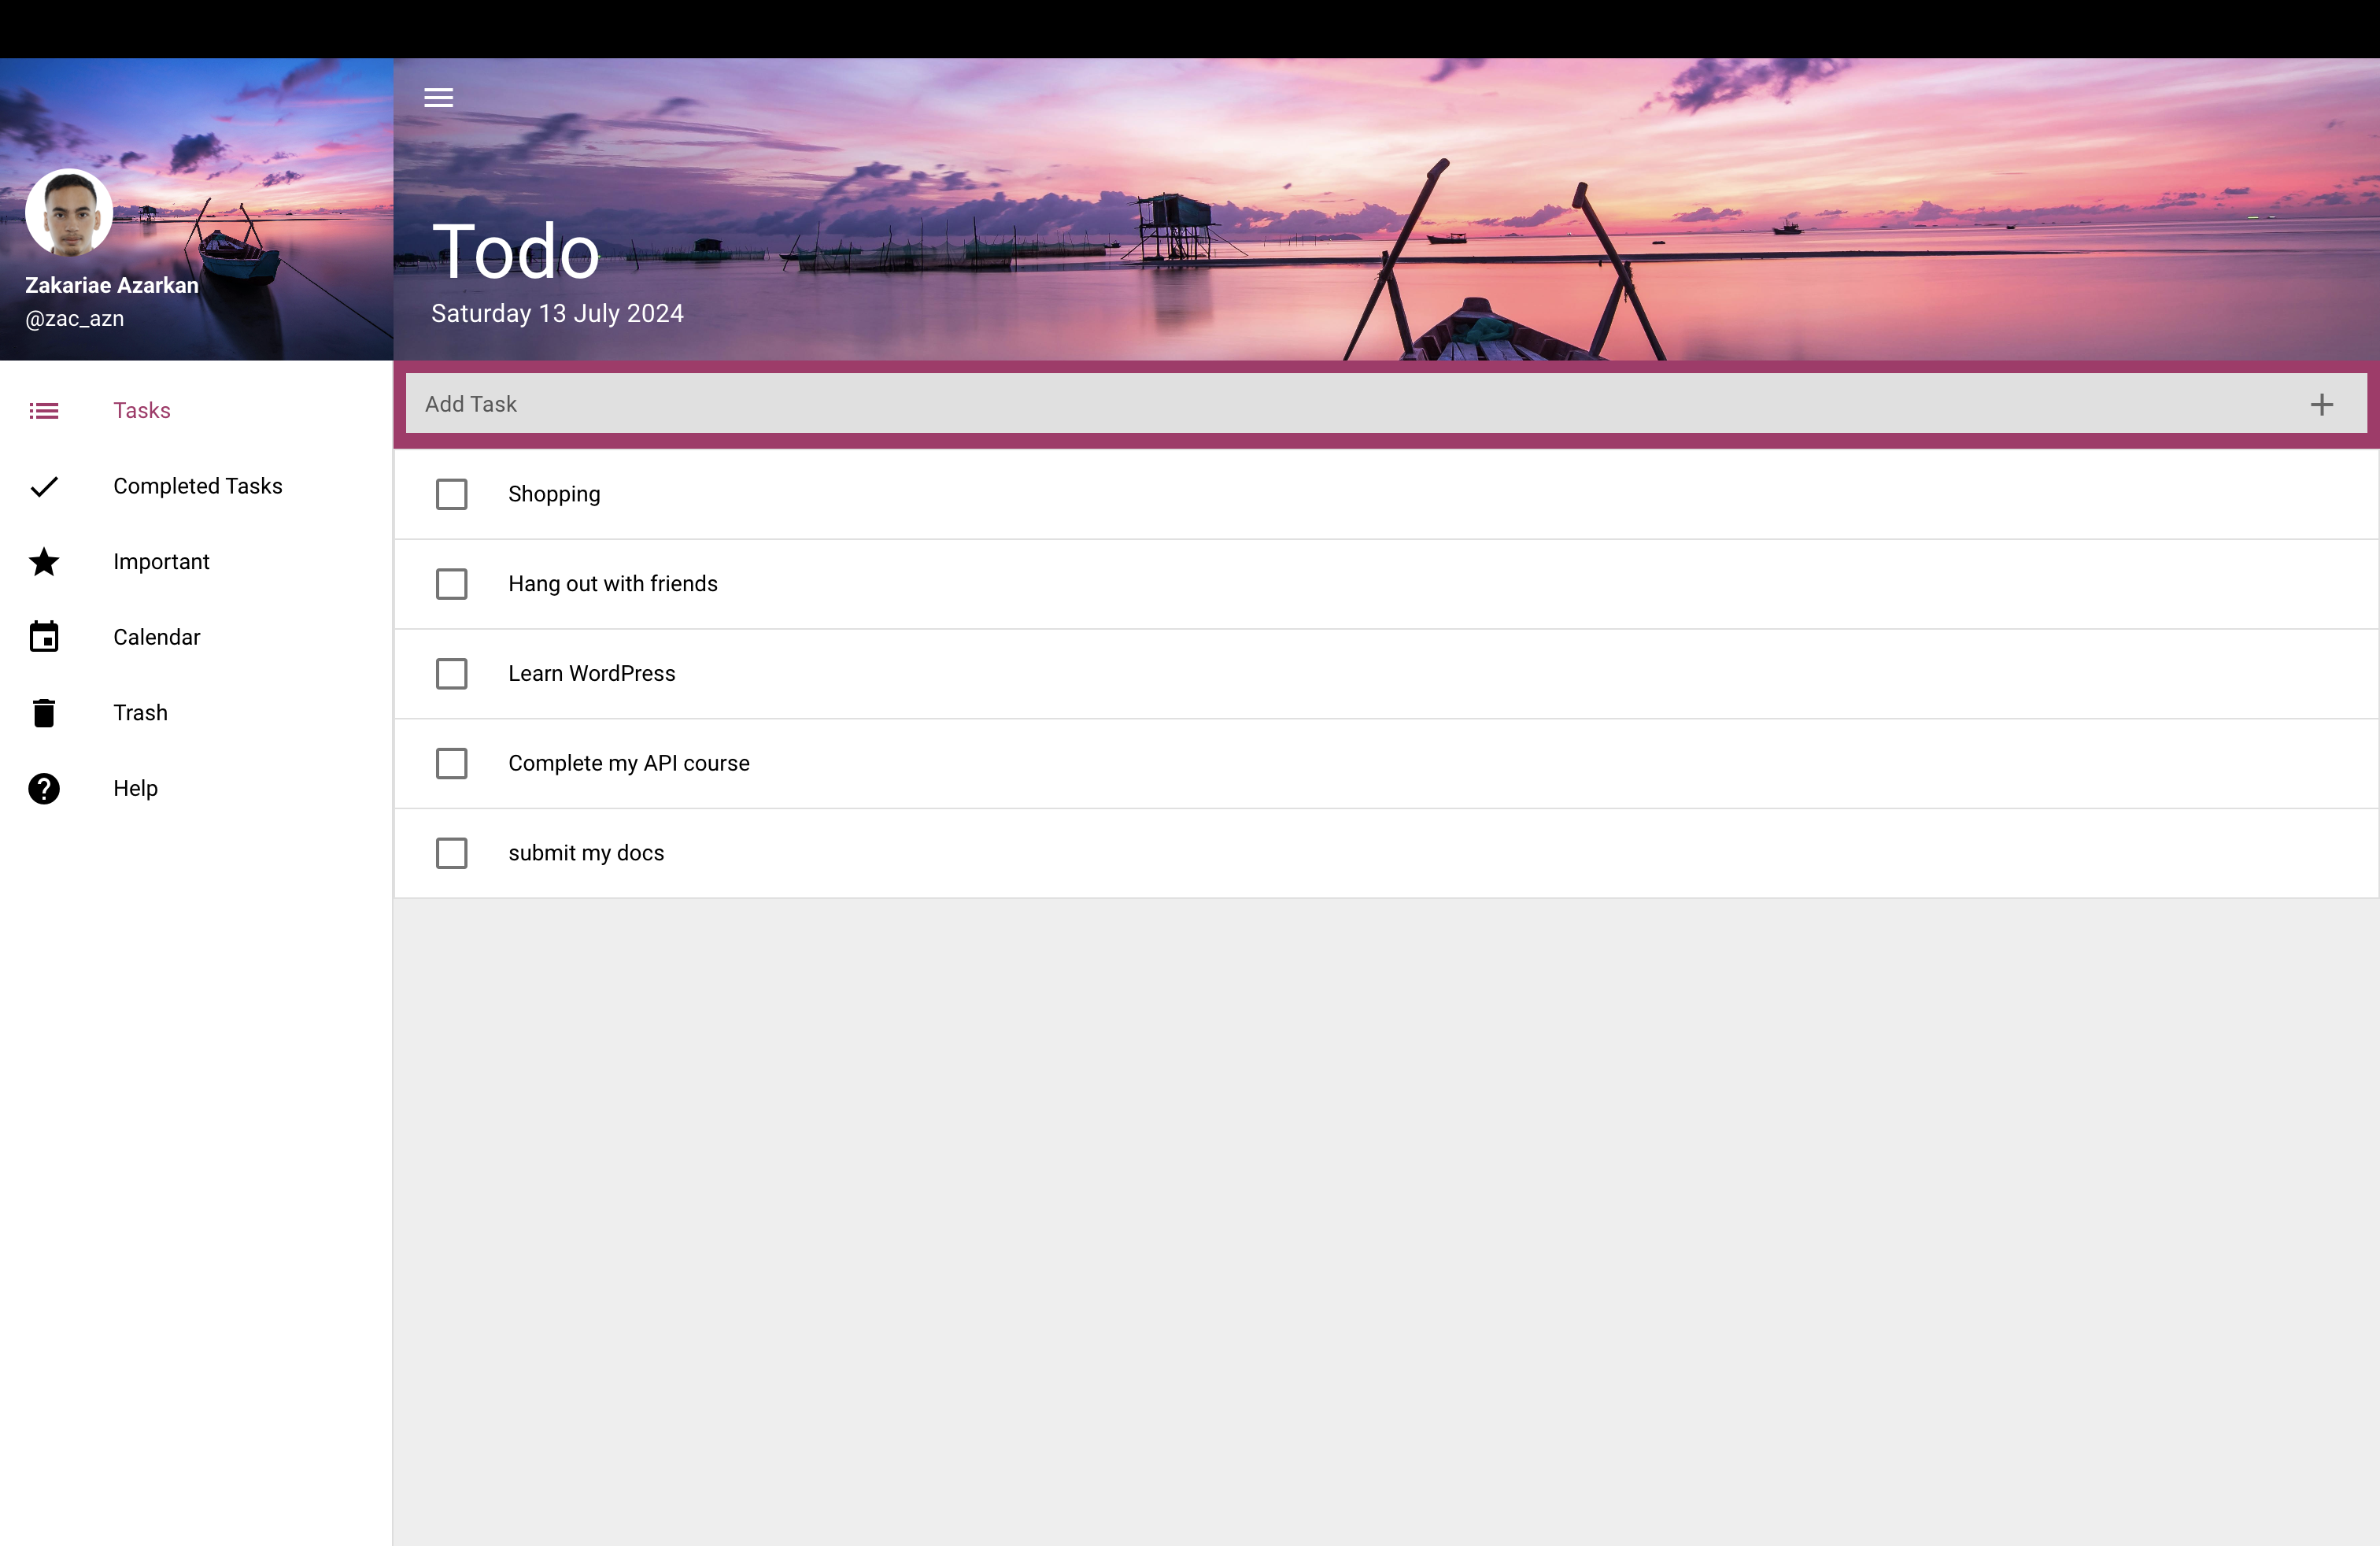 Zakariae Azarkan
@zac_azn
Tasks
Completed Tasks
Important
Calendar
Trash
Help
Todo
Saturday 13 July 2024
Add Task
Shopping
Hang out with friends
Learn WordPress
Complete my API course
submit my docs